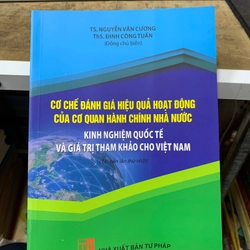 TS. NGUYỄN VĂN CƯƠNG
ThS. ĐINH CÔNG TUẤN
(Đồng chủ biên)
CƠ CHẾ ĐÁNH GIÁ HIỆU QUẢ HOẠT ĐỘNG
CỦA CƠ QUAN HÀNH CHÍNH NHÀ NƯỚC
KINH NGHIỆM QUỐC TẾ
VÀ GIÁ TRỊ THAM KHẢO CHO VIỆT NAM
NHÀ XUẤT BẢN TƯ PHÁP